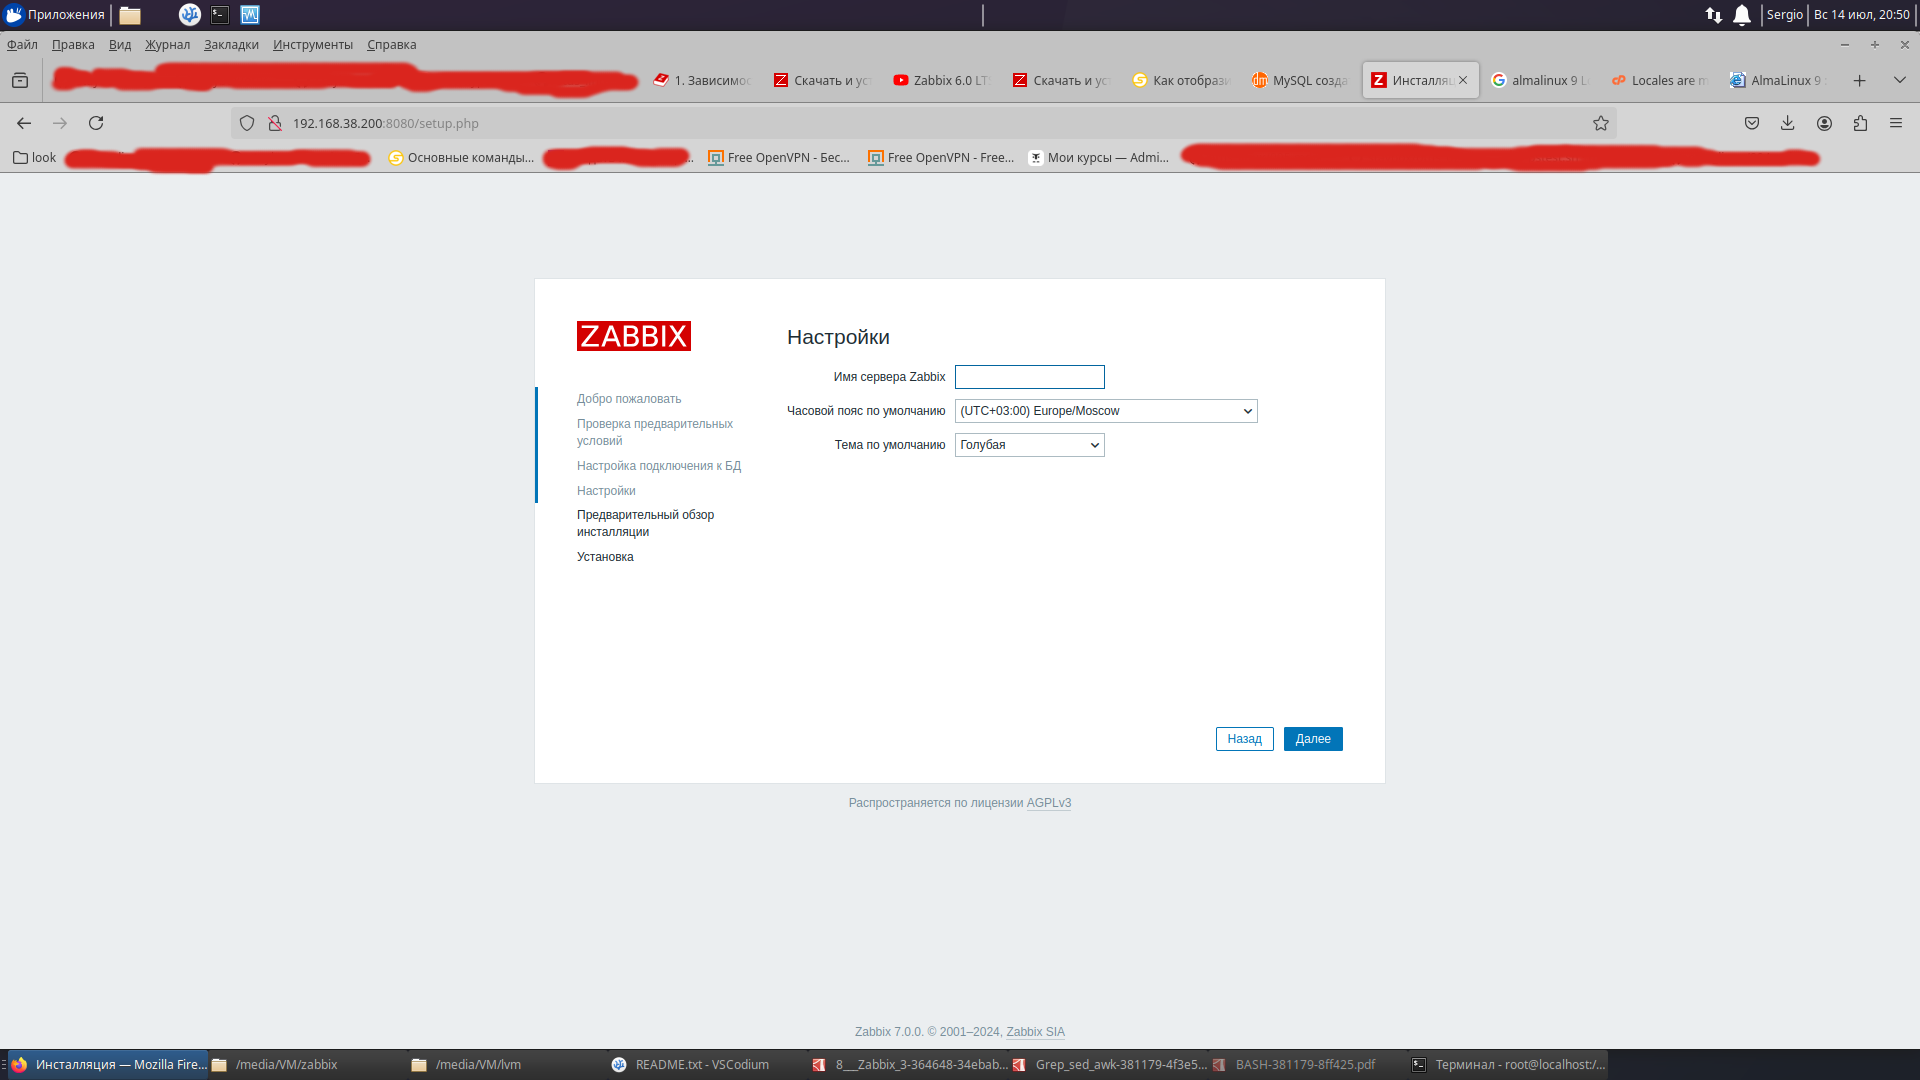 Приложения
Sergio
Вс 14 июл, 20:50
Файл Правка Вид Журнал Закладки Инструменты Справка
1. Зависимос
Скачать и ус
Zabbix 6.0 LT
Скачать и ус
Как отобрази
MySQL созда
Инсталляц
almalinux 9 L
Locales are m
AlmaLinux 9
192.168.38.200:8080/setup.php
look
Основные команды...
Free OpenVPN - Бес...
Free OpenVPN - Free...
Мои курсы — Admi...
ZABBIX
Добро пожаловать
Проверка предварительных
условий
Настройка подключения к БД
Настройки
Предварительный обзор
инсталляции
Установка
Настройки
Имя сервера Zabbix
Часовой пояс по умолчанию (UTC+03:00) Europe/Moscow
Тема по умолчанию Голубая
Назад Далее
Распространяется по лицензии AGPLv3
Zabbix 7.0.0. © 2001–2024, Zabbix SIA
Инсталляция — Mozilla Fire...
/media/VM/zabbix
/media/VM/lvm
README.txt - VSCodium
8___Zabbix_3-364648-34ebab...
Grep_sed_awk-381179-4f3e5...
BASH-381179-8ff425.pdf
Терминал - root@localhost:/...